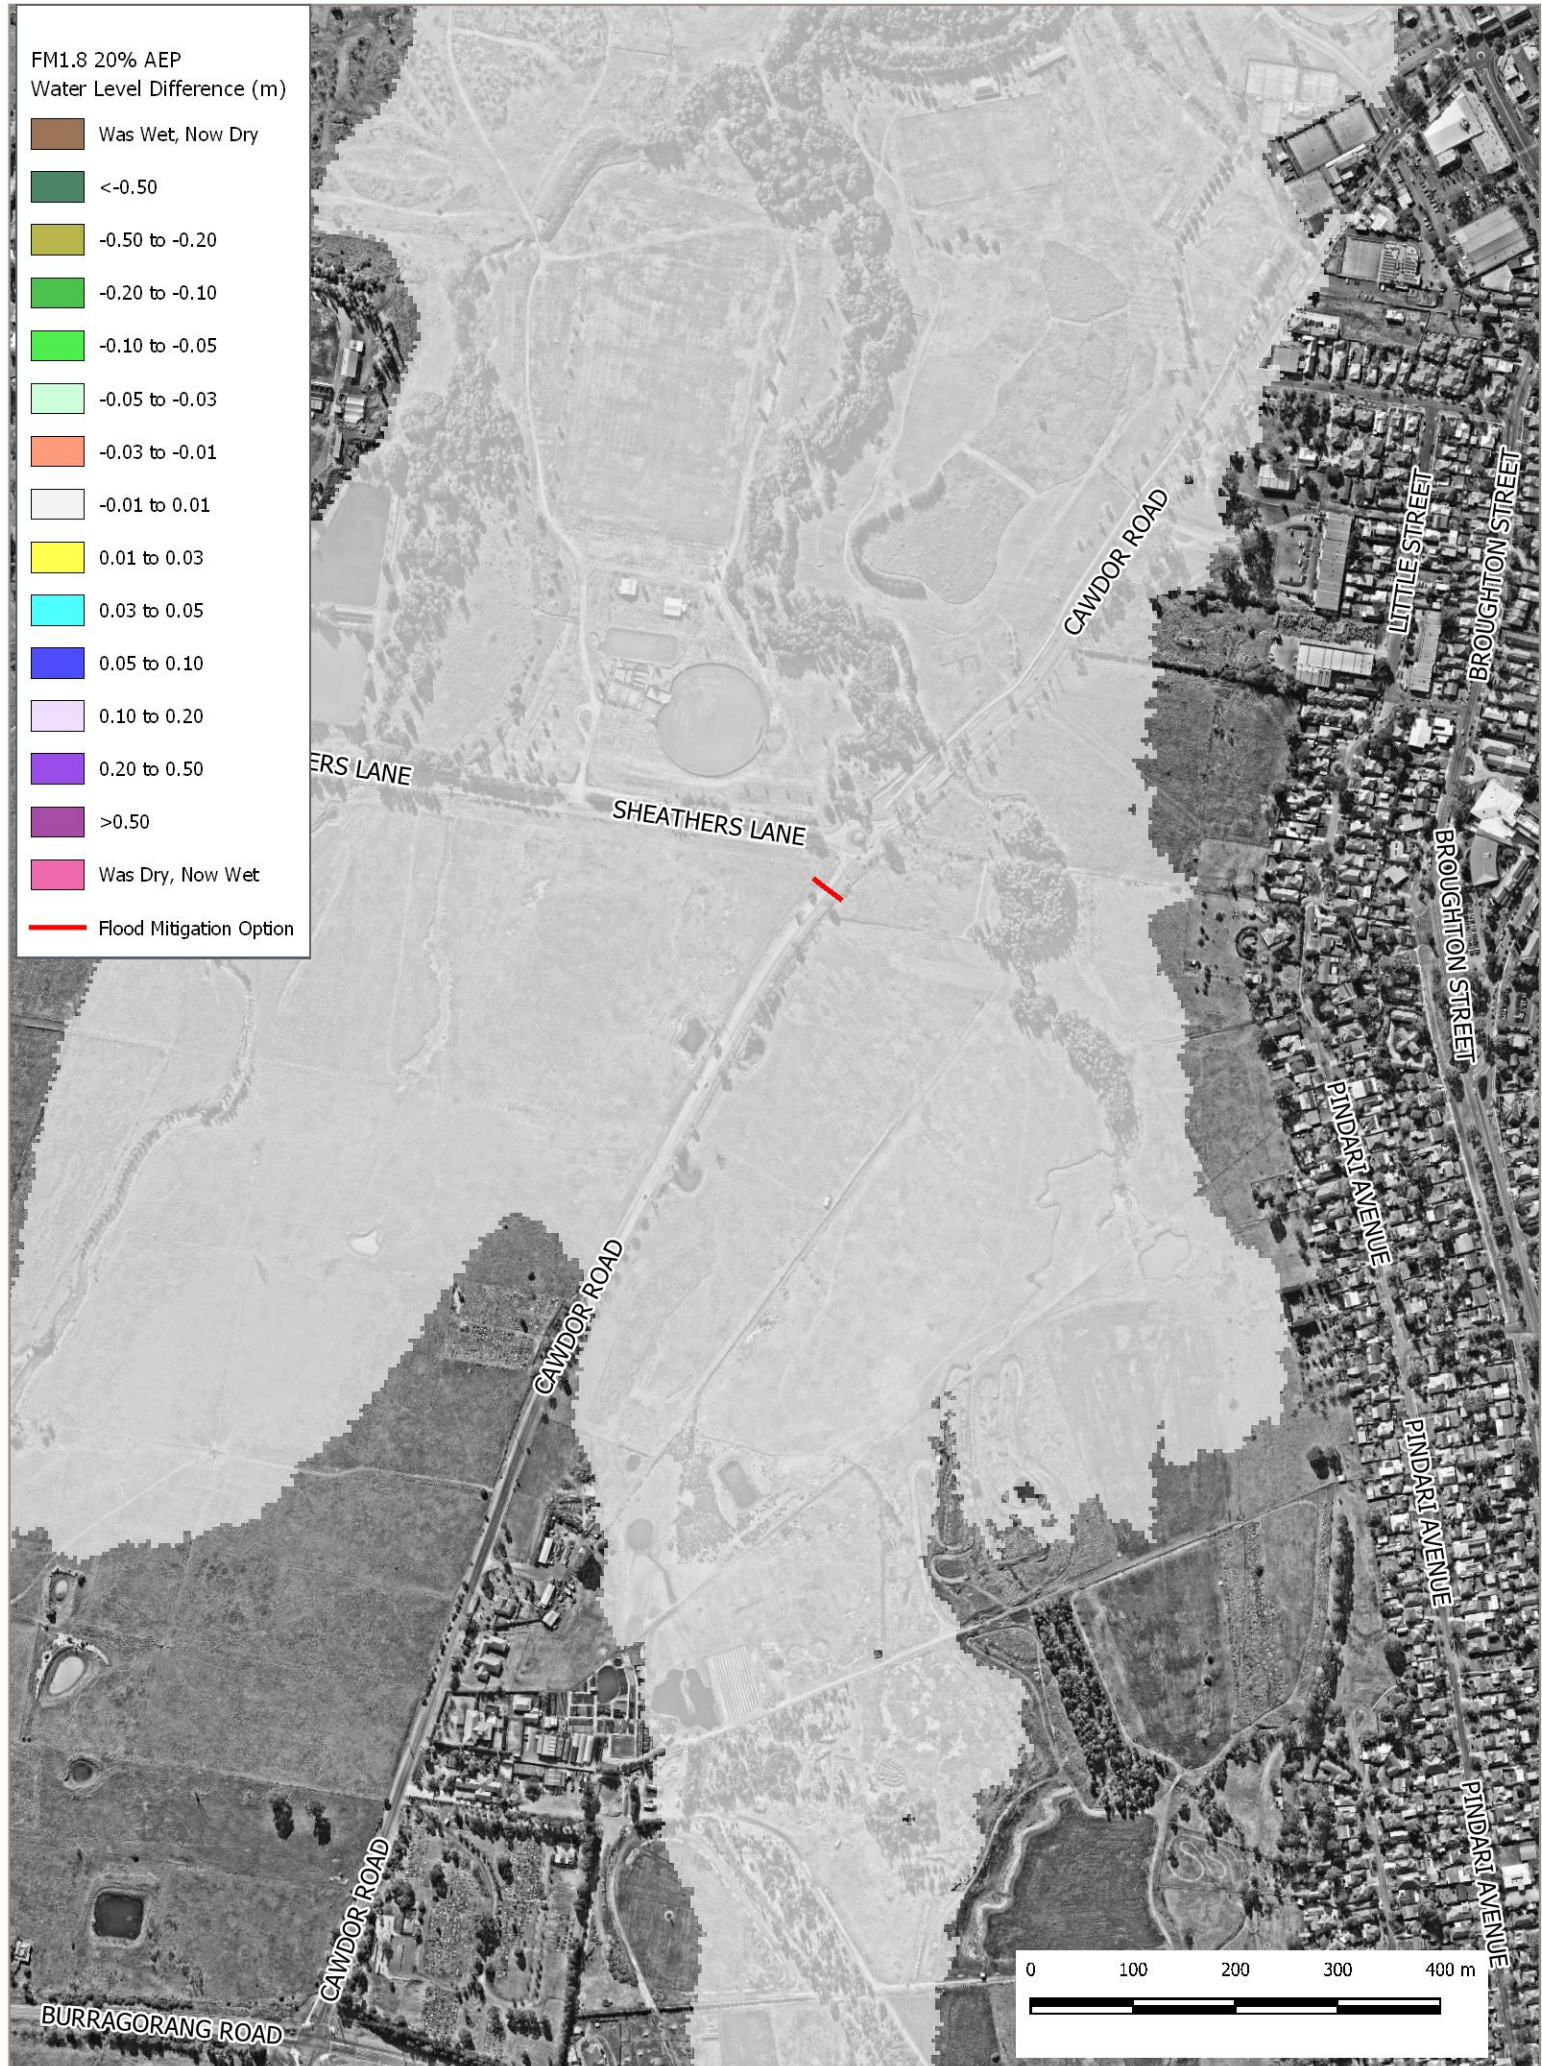 FM1.8 20% AEP
Water Level Difference (m)
Was Wet, Now Dry
<-0.50
-0.50 to -0.20
-0.20 to -0.10
-0.10 to -0.05
-0.05 to -0.03
-0.03 to -0.01
-0.01 to 0.01
0.01 to 0.03
0.03 to 0.05
0.05 to 0.10
0.10 to 0.20
0.20 to 0.50
>0.50
Was Dry, Now Wet
Flood Mitigation Option
CAWDOR ROAD
LITTLE STREET
BROUGHTON STREET
ERS LANE
SHEATHERS LANE
BROUGHTON STREET
PINDARI AVENUE
CAWDOR ROAD
PINDARI AVENUE
PINDARI AVENUE
CAWDOR ROAD
BURRAGORANG ROAD
0 100 200 300 400 m